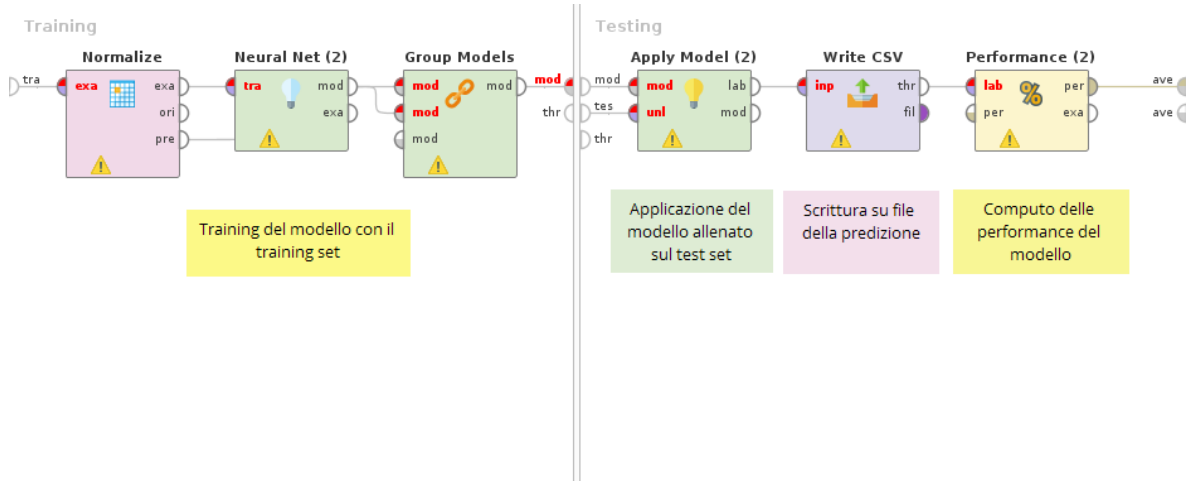 Training
Testing
Normalize
Neural Net (2)
Group Models
Apply Model (2)
Write CSV
Performance (2)
tra
exa
exa
ori
pre
tra
mod
exa
mod
mod
mod
mod
mod
thr
mod
tes
thr
mod
unl
lab
mod
inp
thr
fil
lab
per
per
exa
ave
ave
Training del modello con il
training set
Applicazione del
modello allenato
sul test set
Scrittura su file
della predizione
Computo delle
performance del
modello